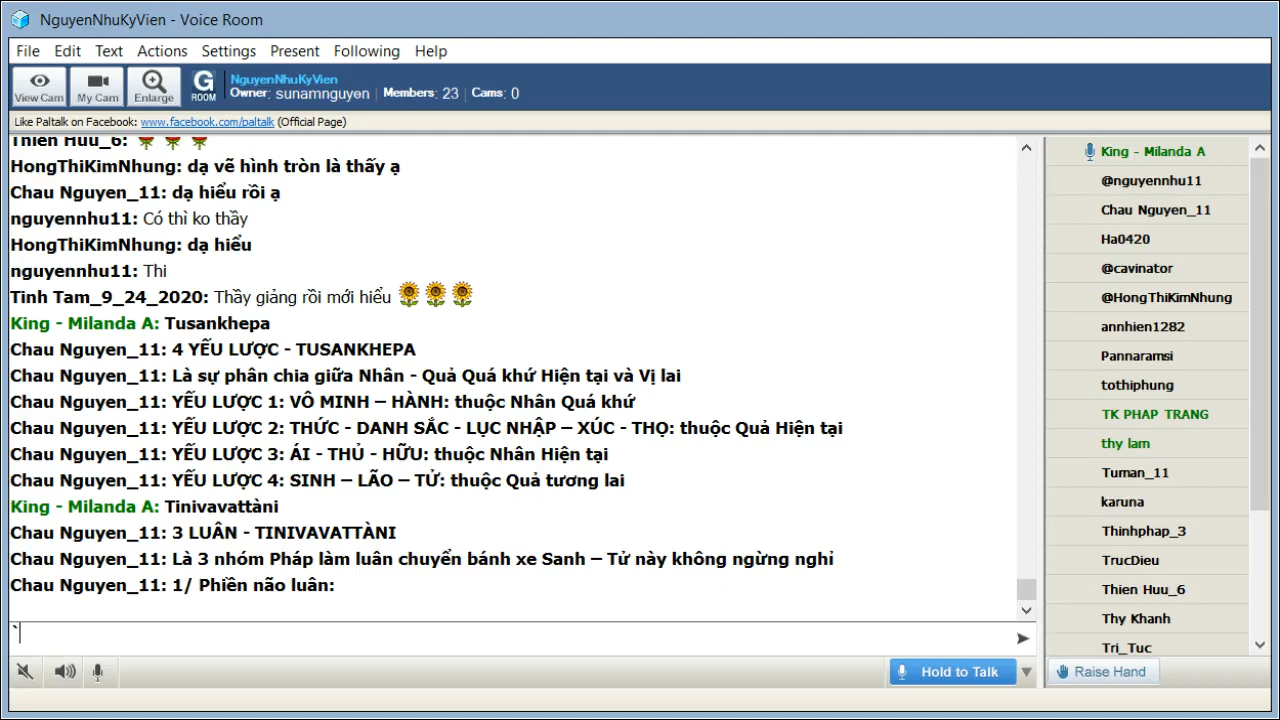 NguyenNhuKyVien - Voice Room
File Edit Text Actions Settings Present Following Help
View Cam My Cam Enlarge G ROOM NguyenNhuKyVien
Owner: sunamnguyen | Members: 23 | Cams: 0
Like Paltalk on Facebook: www.facebook.com/paltalk (Official Page)
Thien Huu_6:
HongThiKimNhung: dạ vẽ hình tròn là thấy ạ
Chau Nguyen_11: dạ hiểu rồi ạ
nguyennhu11: Có thì ko thầy
HongThiKimNhung: dạ hiểu
nguyennhu11: Thi
Tinh Tam_9_24_2020: Thầy giảng rồi mới hiểu
King - Milanda A: Tusankhepa
Chau Nguyen_11: 4 YẾU LƯỢC - TUSANKHEPA
Chau Nguyen_11: Là sự phân chia giữa Nhân - Quả Quá khứ Hiện tại và Vị lai
Chau Nguyen_11: YẾU LƯỢC 1: VÔ MINH – HÀNH: thuộc Nhân Quá khứ
Chau Nguyen_11: YẾU LƯỢC 2: THỨC - DANH SẮC - LỤC NHẬP – XÚC - THỌ: thuộc Quả Hiện tại
Chau Nguyen_11: YẾU LƯỢC 3: ÁI - THỦ - HỮU: thuộc Nhân Hiện tại
Chau Nguyen_11: YẾU LƯỢC 4: SINH – LÃO – TỬ: thuộc Quả tương lai
King - Milanda A: Tinivavattàni
Chau Nguyen_11: 3 LUÂN - TINIVAVATTÀNI
Chau Nguyen_11: Là 3 nhóm Pháp làm luân chuyển bánh xe Sanh – Tử này không ngừng nghỉ
Chau Nguyen_11: 1/ Phiền não luân:
`
Hold to Talk
King - Milanda A
@nguyennhu11
Chau Nguyen_11
Ha0420
@cavinator
@HongThiKimNhung
annhien1282
Pannaramsi
tothiphung
TK PHAP TRANG
thy lam
Tuman_11
karuna
Thinhphap_3
TrucDieu
Thien Huu_6
Thy Khanh
Tri_Tuc
Raise Hand